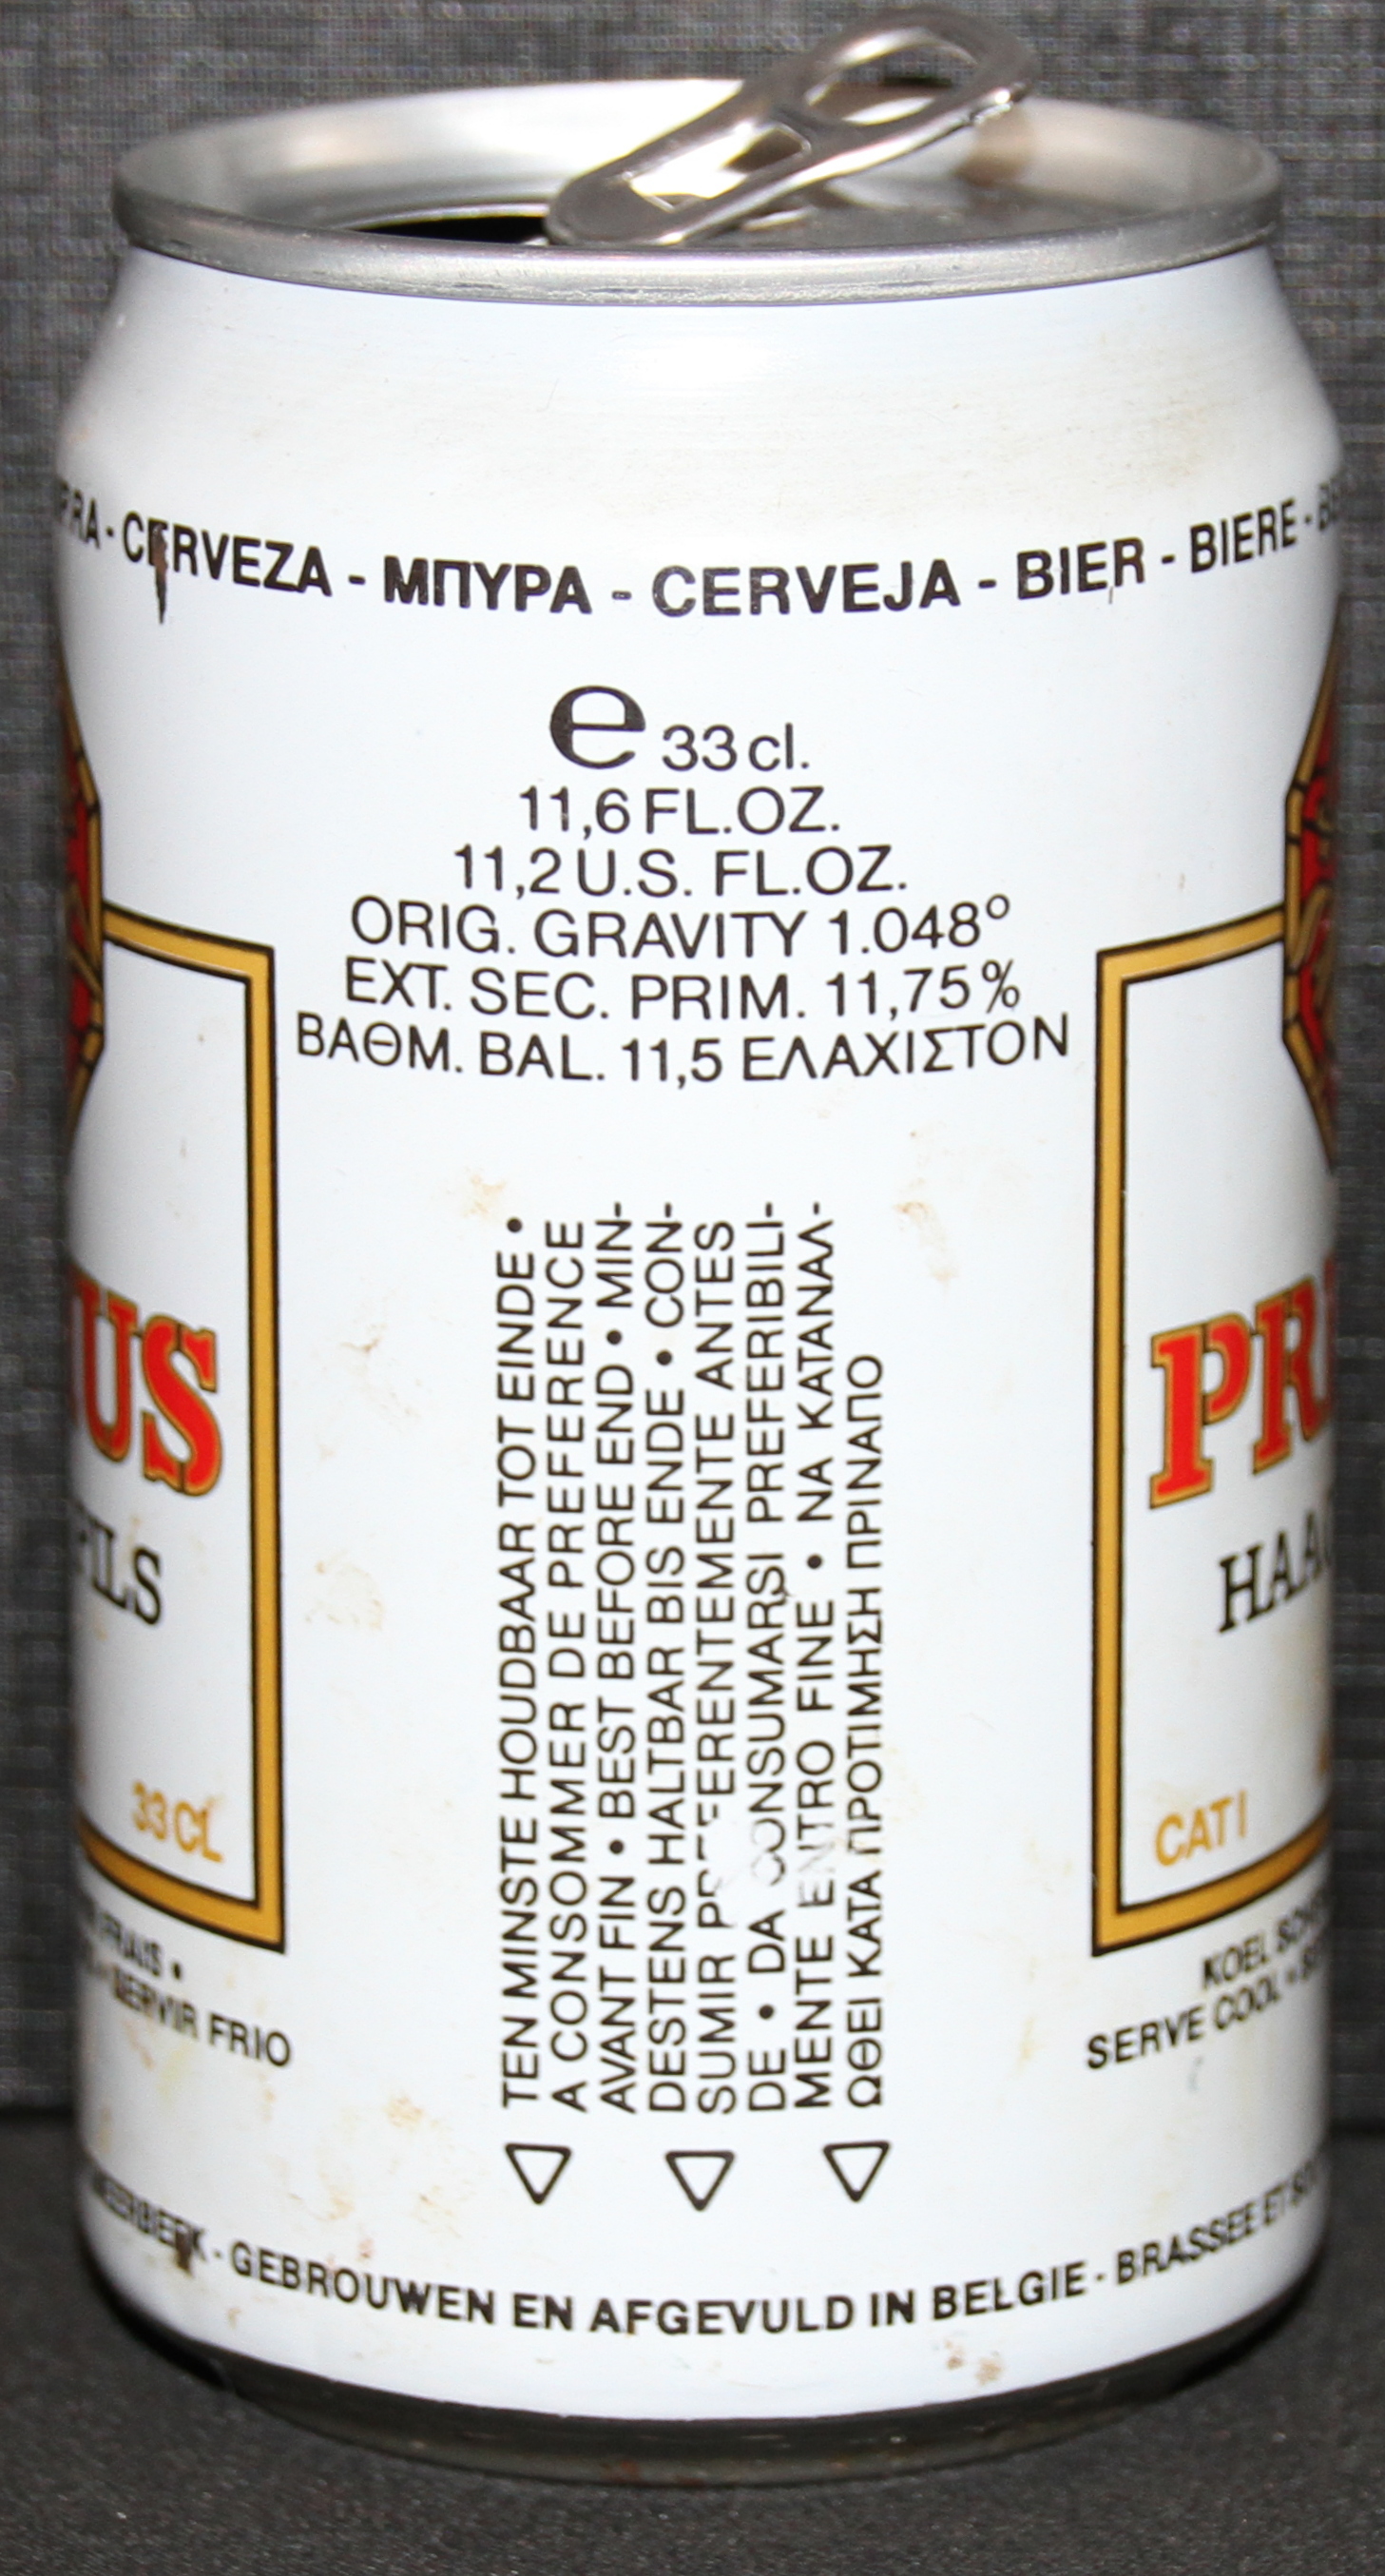 CERVEZA - ΜΠΥΡΑ - CERVEJA - BIER - BIERE -
e 33 cl.
11,6 FL.OZ.
11,2 U.S. FL.OZ.
ORIG. GRAVITY 1.048°
EXT. SEC. PRIM. 11,75%
ΒΑΘΜ. BAL. 11,5 ΕΛΑΧΙΣΤΟΝ
TEN MINSTE HOUDBAAR TOT EINDE •
A CONSOMMER DE PREFERENCE
AVANT FIN • BEST BEFORE END • MIN-
DESTENS HALTBAR BIS ENDE • CON-
SUMIR PREFERENTEMENTE ANTES
DE • DA CONSUMARSI PREFERIBILI-
MENTE ENTRO FINE • ΝΑ ΚΑΤΑΝΑΛ-
ΩΘΕΙ ΚΑΤΑ ΠΡΟΤΙΜΗΣΗ ΠΡΙΝΑΠΟ
33 CL
SERVIR FRIO
CAT I
KOEL
SERVE COOL
- GEBROUWEN EN AFGEVULD IN BELGIE - BRASSEE ET